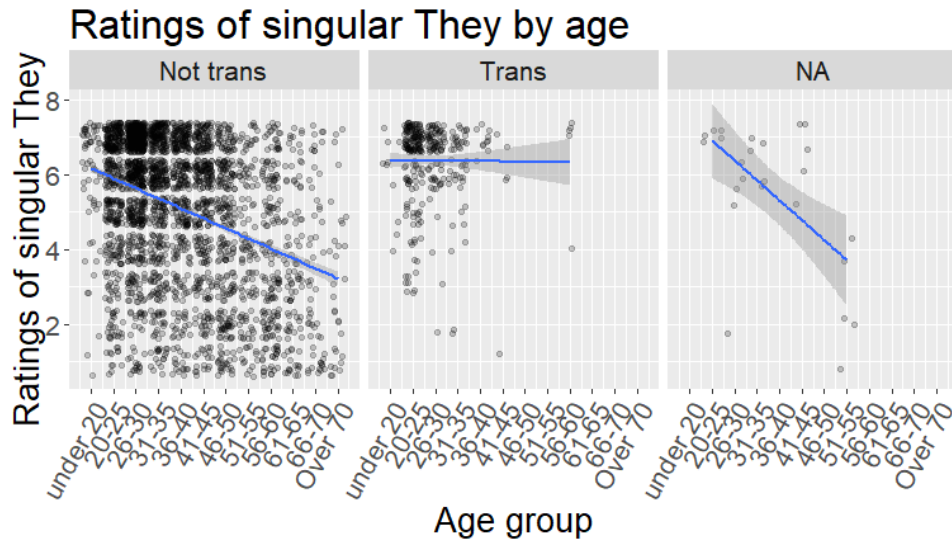 Ratings of singular They by age
Not trans
Trans
NA
Ratings of singular They
8
6
4
2
under 20
20-25
26-30
31-35
36-40
41-45
46-50
51-55
56-60
61-65
66-70
Over 70
under 20
20-25
26-30
31-35
36-40
41-45
46-50
51-55
56-60
61-65
66-70
Over 70
under 20
20-25
26-30
31-35
36-40
41-45
46-50
51-55
56-60
61-65
66-70
Over 70
Age group